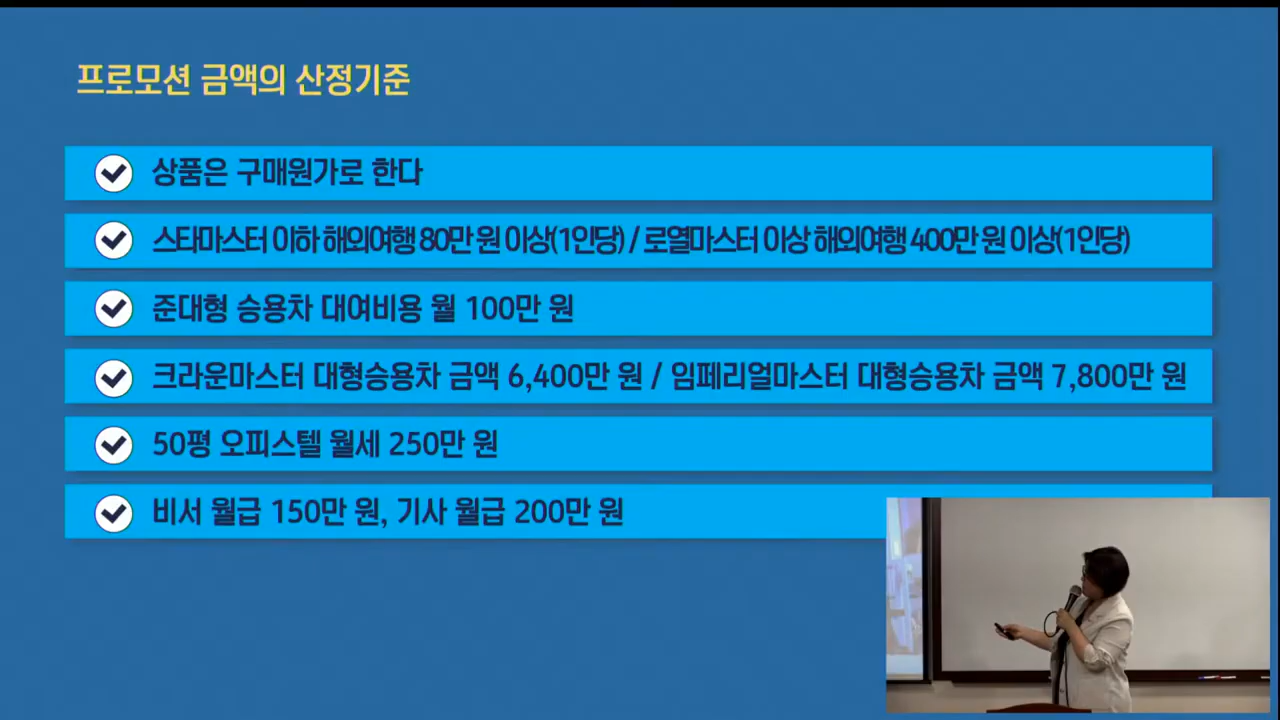 프로모션 금액의 산정기준
상품은 구매원가로 한다
스타마스터 이하 해외여행 80만 원 이상(1인당) / 로열마스터 이상 해외여행 400만 원 이상(1인당)
준대형 승용차 대여비용 월 100만 원
크라운마스터 대형승용차 금액 6,400만 원 / 임페리얼마스터 대형승용차 금액 7,800만 원
50평 오피스텔 월세 250만 원
비서 월급 150만 원, 기사 월급 200만 원